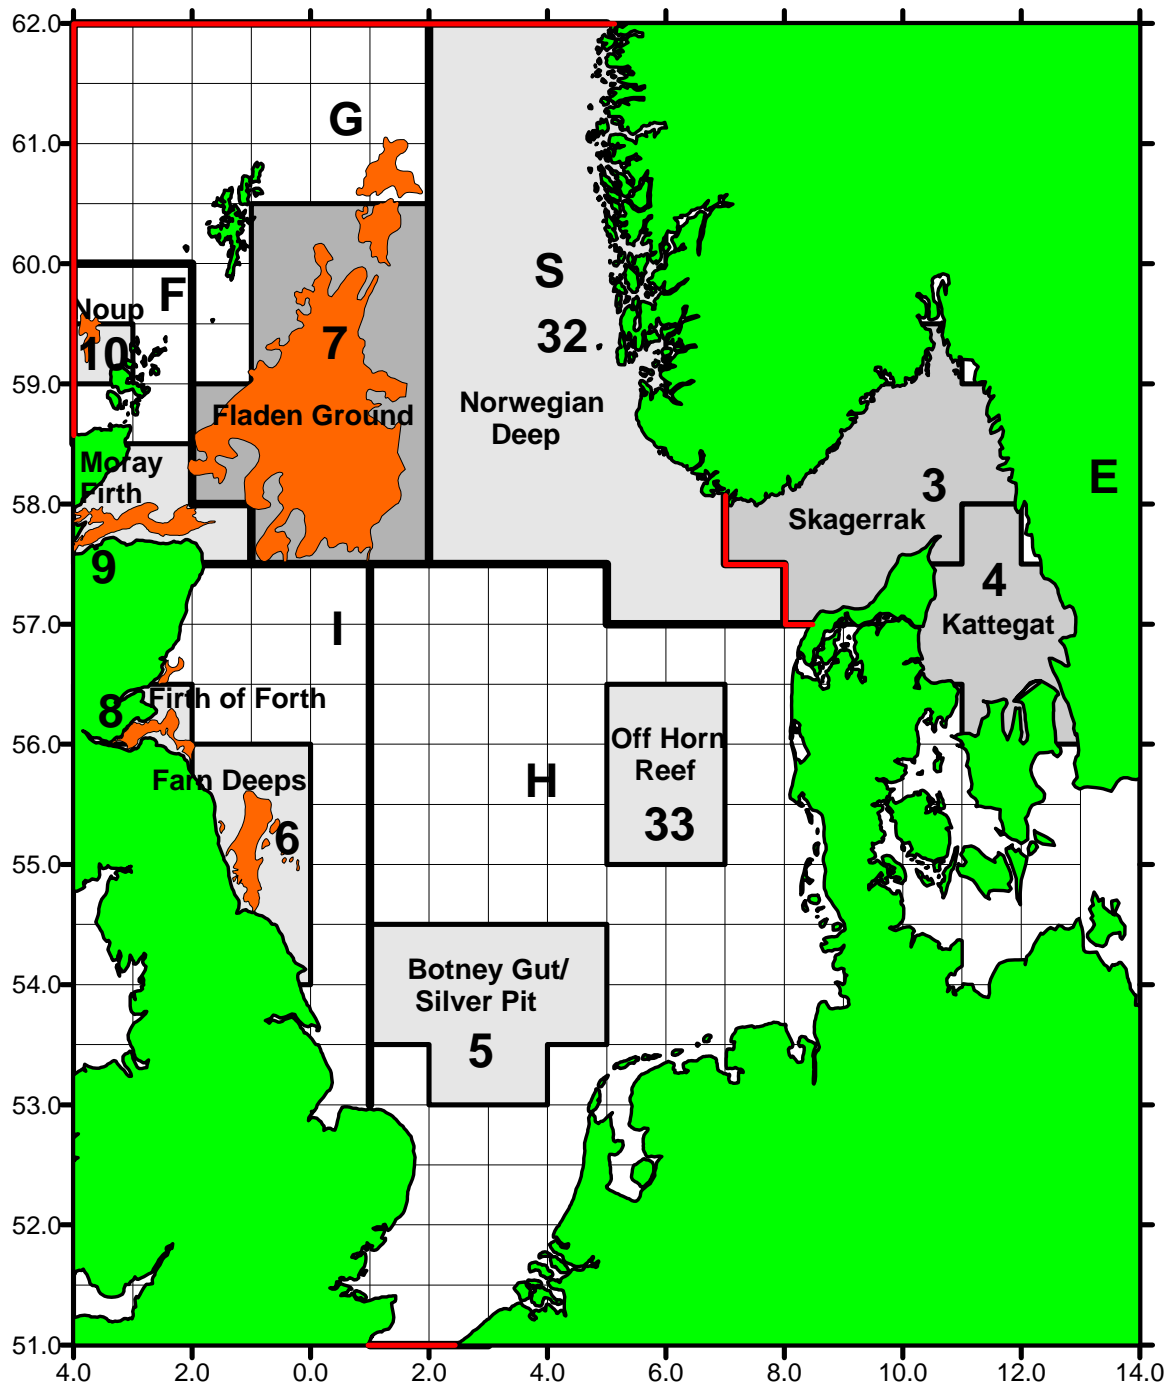 62.0
G
61.0
60.0
S
F
Noup
32
7
10
59.0
Norwegian
Deep
Fladen Ground
Moray
Firth
3
E
58.0
Skagerrak
9
4
57.0
I
Kattegat
Firth of Forth
8
56.0
Off Horn
Reef
Farn Deeps
H
33
6
55.0
Botney Gut/
Silver Pit
54.0
5
53.0
52.0
51.0
4.0 2.0 0.0 2.0 4.0 6.0 8.0 10.0 12.0 14.0